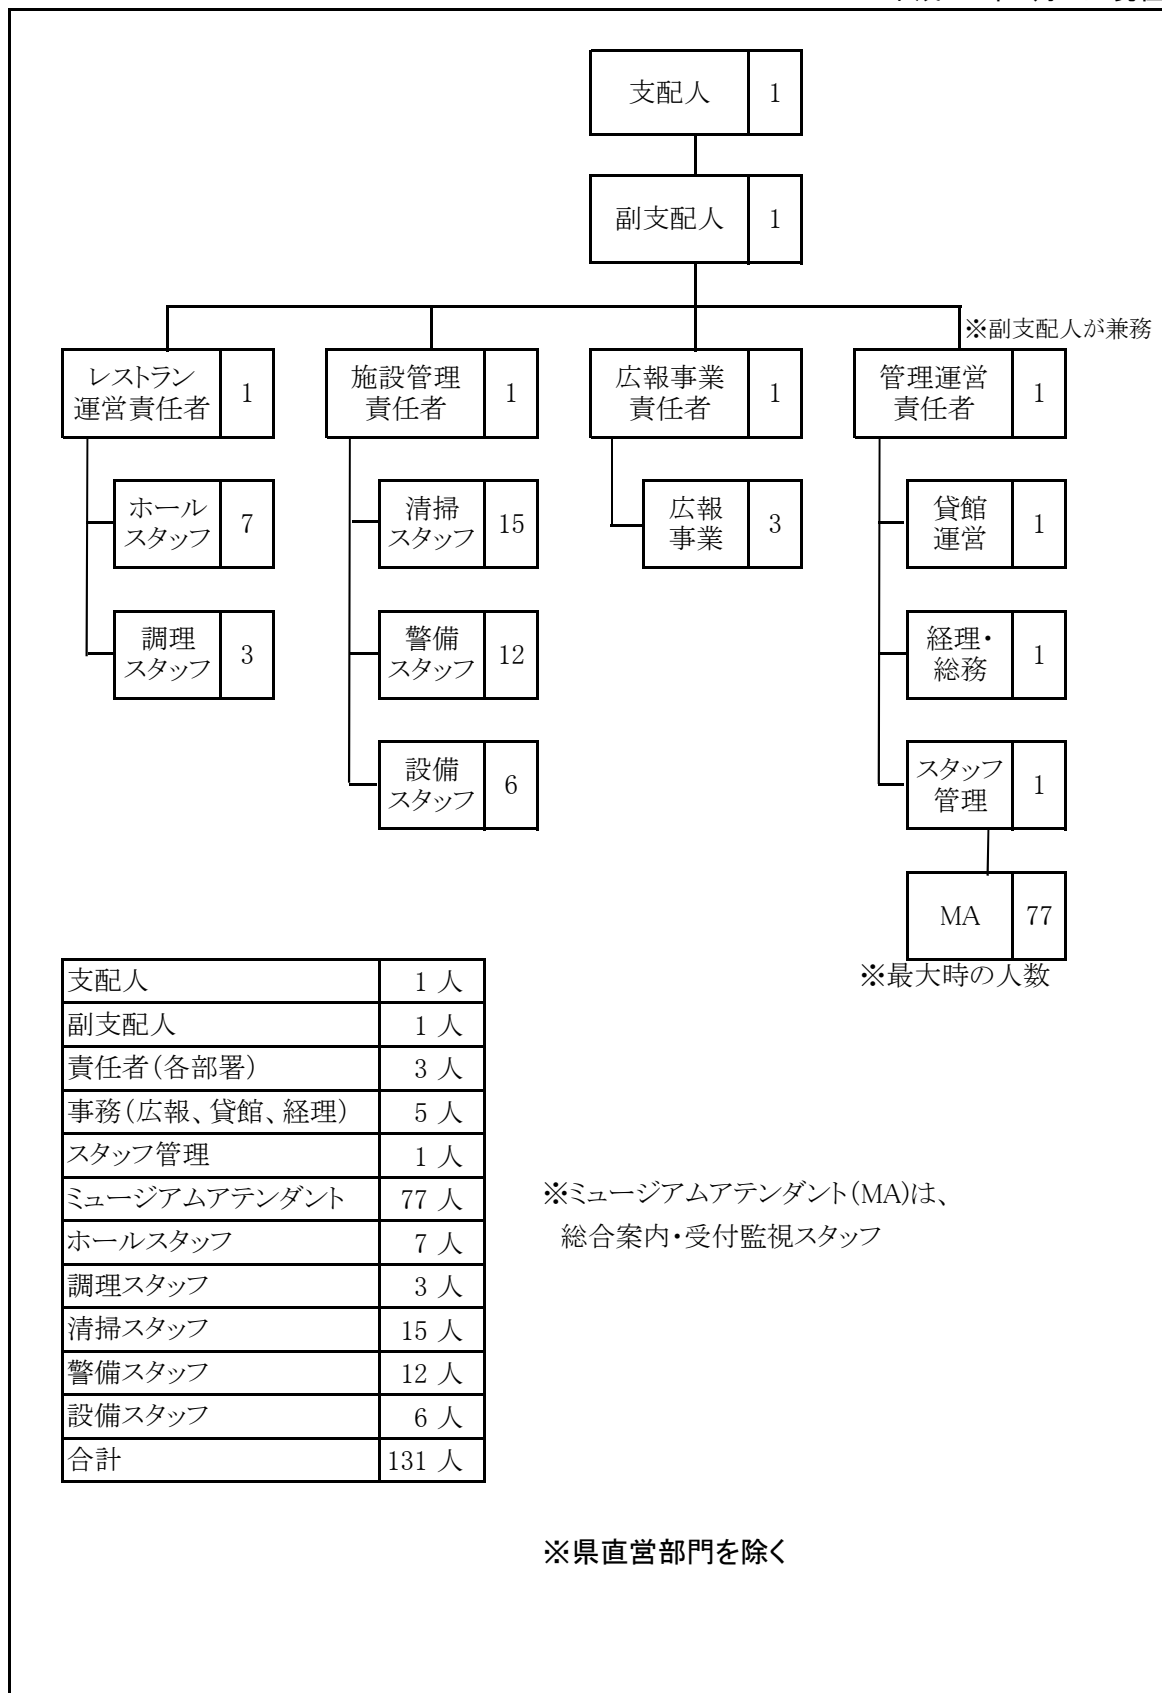 支配人 1
副支配人 1
※副支配人が兼務
レストラン
運営責任者 1
施設管理
責任者 1
広報事業
責任者 1
管理運営
責任者 1
ホール
スタッフ 7
清掃
スタッフ 15
広報
事業 3
貸館
運営 1
調理
スタッフ 3
警備
スタッフ 12
経理・
総務 1
設備
スタッフ 6
スタッフ
管理 1
MA 77
※最大時の人数
支配人 1 人
副支配人 1 人
責任者(各部署) 3 人
事務(広報、貸館、経理) 5 人
スタッフ管理 1 人
ミュージアムアテンダント 77 人
ホールスタッフ 7 人
調理スタッフ 3 人
清掃スタッフ 15 人
警備スタッフ 12 人
設備スタッフ 6 人
合計 131 人
※ミュージアムアテンダント(MA)は、
総合案内・受付監視スタッフ
※県直営部門を除く